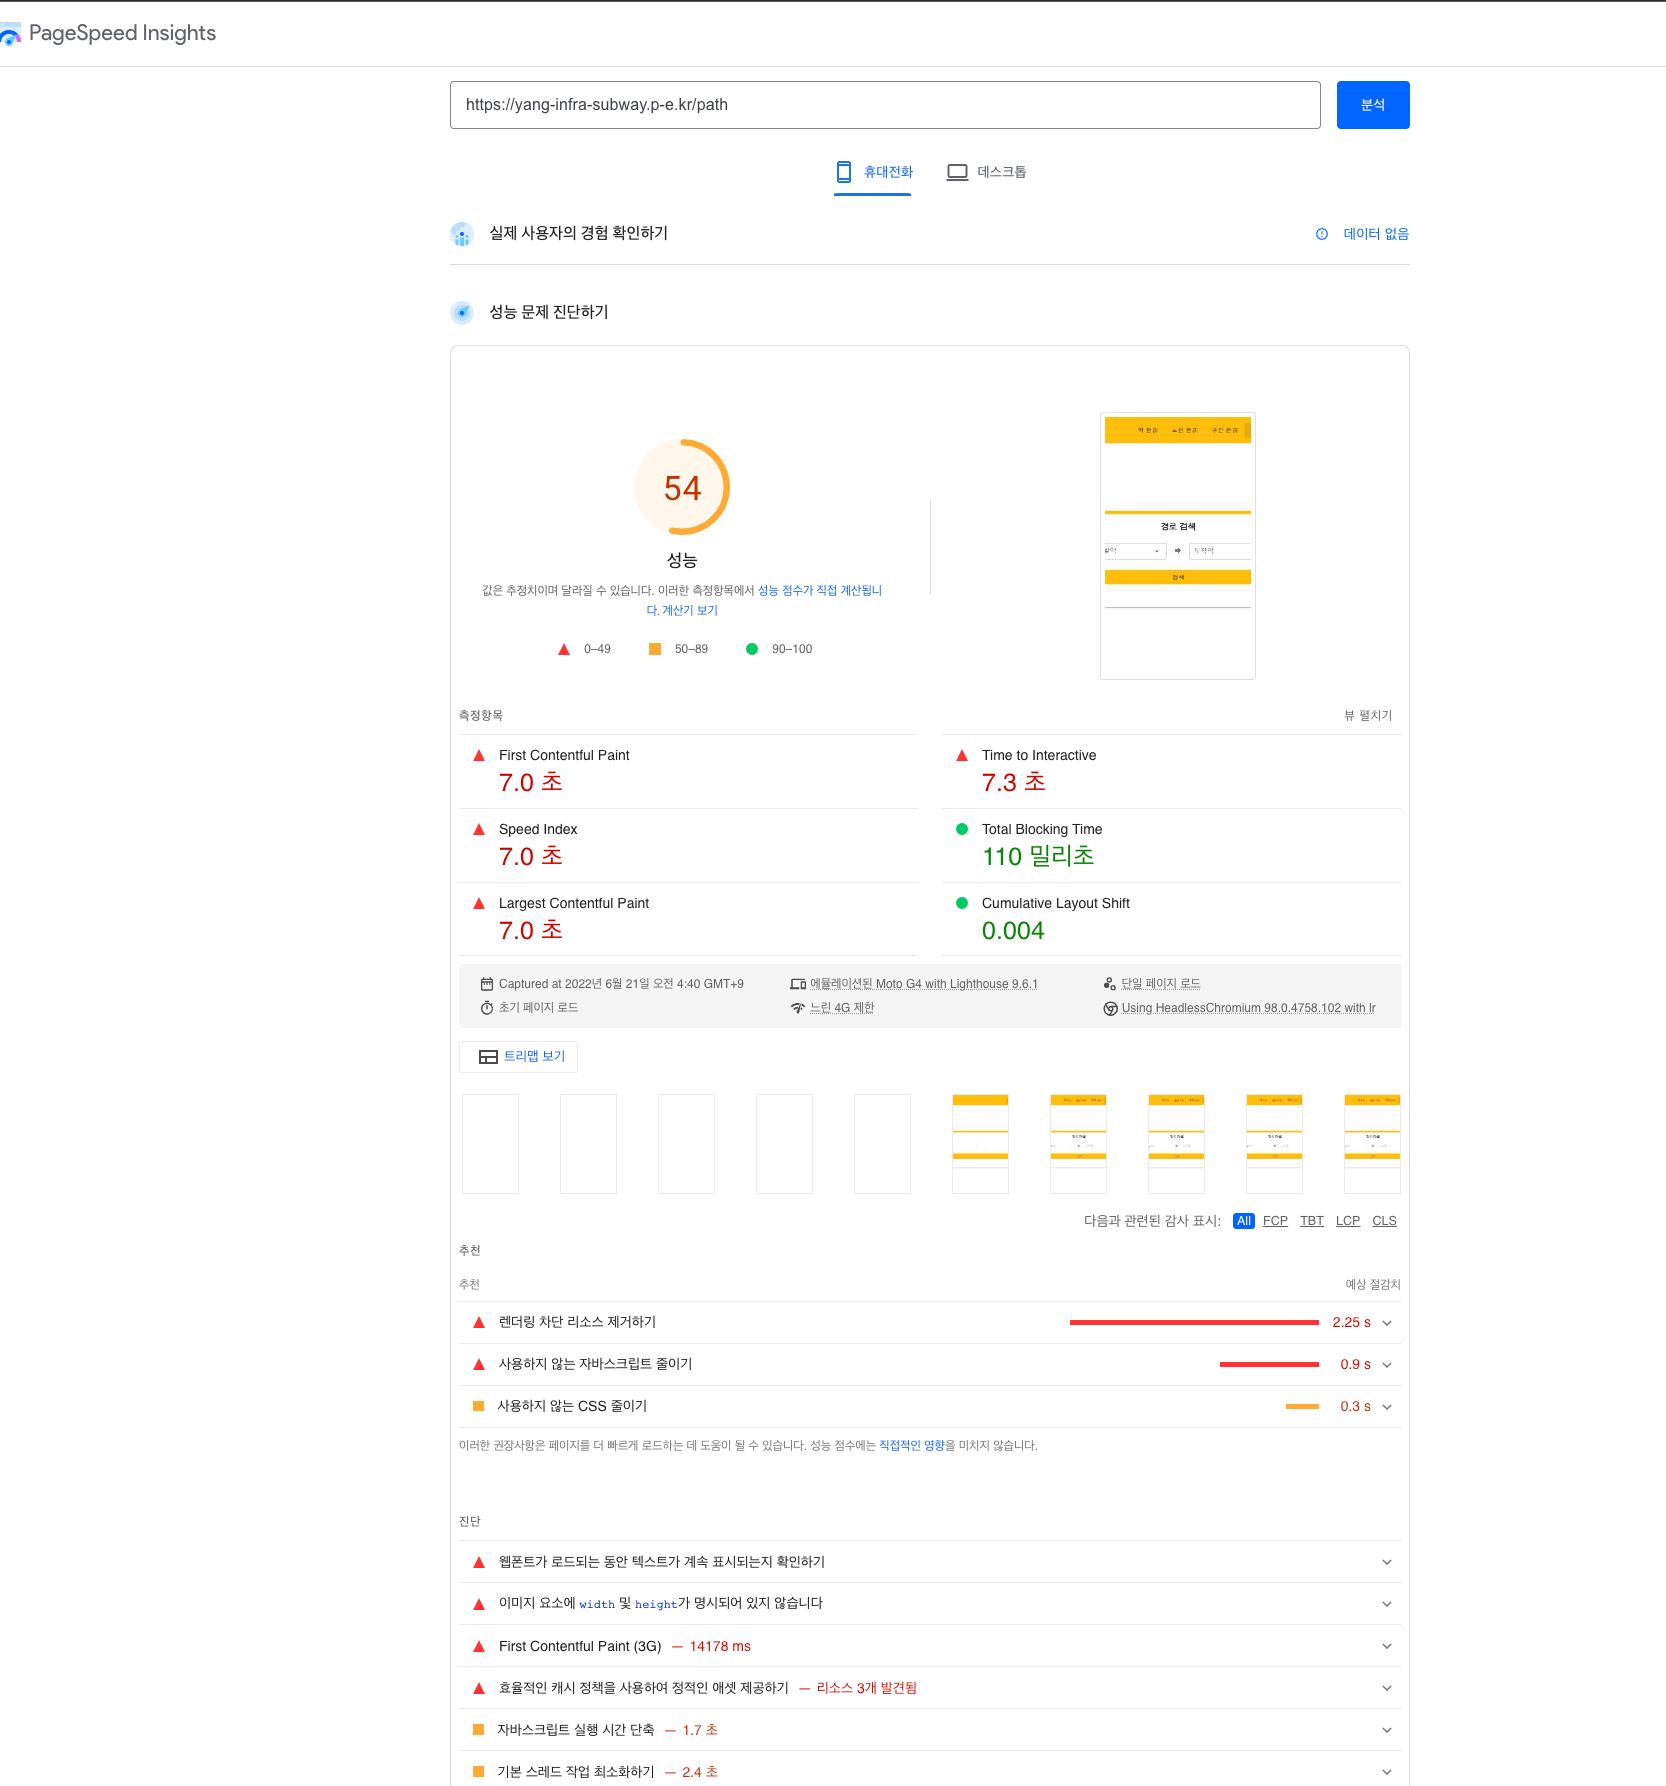 PageSpeed Insights
https://yang-infra-subway.p-e.kr/path
분석
휴대전화
데스크톱
실제 사용자의 경험 확인하기
데이터 없음
성능 문제 진단하기
54
성능
값은 추정치이며 달라질 수 있습니다. 이러한 측정항목에서 성능 점수가 직접 계산됩니
다. 계산기 보기
0–49
50–89
90–100
경로 검색
도착역
검색
측정항목
뷰 펼치기
First Contentful Paint
7.0 초
Time to Interactive
7.3 초
Speed Index
7.0 초
Total Blocking Time
110 밀리초
Largest Contentful Paint
7.0 초
Cumulative Layout Shift
0.004
Captured at 2022년 6월 21일 오전 4:40 GMT+9
에뮬레이션된 Moto G4 with Lighthouse 9.6.1
단일 페이지 로드
초기 페이지 로드
느린 4G 제한
Using HeadlessChromium 98.0.4758.102 with lr
트리맵 보기
다음과 관련된 감사 표시: All FCP TBT LCP CLS
추천
추천
예상 절감치
렌더링 차단 리소스 제거하기
2.25 s
사용하지 않는 자바스크립트 줄이기
0.9 s
사용하지 않는 CSS 줄이기
0.3 s
이러한 권장사항은 페이지를 더 빠르게 로드하는 데 도움이 될 수 있습니다. 성능 점수에는 직접적인 영향을 미치지 않습니다.
진단
웹폰트가 로드되는 동안 텍스트가 계속 표시되는지 확인하기
이미지 요소에 width 및 height가 명시되어 있지 않습니다
First Contentful Paint (3G) — 14178 ms
효율적인 캐시 정책을 사용하여 정적인 애셋 제공하기 — 리소스 3개 발견됨
자바스크립트 실행 시간 단축 — 1.7 초
기본 스레드 작업 최소화하기 — 2.4 초